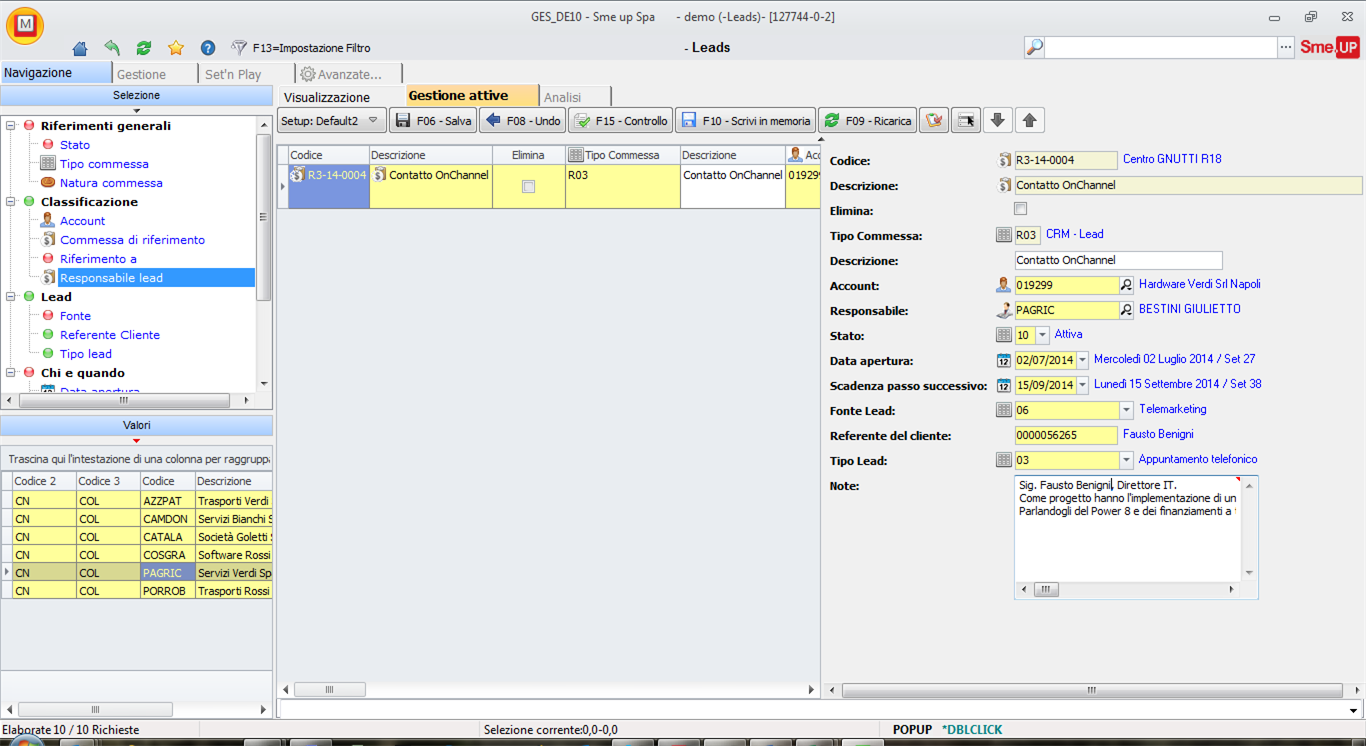 GES_DE10 - Sme up Spa - demo (-Leads)- [127744-0-2]
M
F13=Impostazione Filtro
- Leads
Sme.UP
Navigazione
Gestione
Set'n Play
Avanzate...
Selezione
Riferimenti generali
Stato
Tipo commessa
Natura commessa
Classificazione
Account
Commessa di riferimento
Riferimento a
Responsabile lead
Lead
Fonte
Referente Cliente
Tipo lead
Chi e quando
Data apertura
Valori
Trascina qui l'intestazione di una colonna per raggruppa
Codice 2 Codice 3 Codice Descrizione
CN COL AZZPAT Trasporti Verdi
CN COL CAMDON Servizi Bianchi S
CN COL CATALA Società Goletti S
CN COL COSGRA Software Rossi
CN COL PAGRIC Servizi Verdi Sp
CN COL PORROB Trasporti Rossi
Visualizzazione
Gestione attive
Analisi
Setup: Default2
F06 - Salva
F08 - Undo
F15 - Controllo
F10 - Scrivi in memoria
F09 - Ricarica
Codice Descrizione Elimina Tipo Commessa Descrizione Acc
R3-14-0004 Contatto OnChannel R03 Contatto OnChannel 019299
Codice: R3-14-0004 Centro GNUTTI R18
Descrizione: Contatto OnChannel
Elimina:
Tipo Commessa: R03 CRM - Lead
Descrizione: Contatto OnChannel
Account: 019299 Hardware Verdi Srl Napoli
Responsabile: PAGRIC BESTINI GIULIETTO
Stato: 10 Attiva
Data apertura: 12 02/07/2014 Mercoledì 02 Luglio 2014 / Set 27
Scadenza passo successivo: 12 15/09/2014 Lunedì 15 Settembre 2014 / Set 38
Fonte Lead: 06 Telemarketing
Referente del cliente: 0000056265 Fausto Benigni
Tipo Lead: 03 Appuntamento telefonico
Note: Sig. Fausto Benigni, Direttore IT.
Come progetto hanno l'implementazione di un
Parlandogli del Power 8 e dei finanziamenti a
Elaborate 10 / 10 Richieste
Selezione corrente:0,0-0,0
POPUP *DBLCLICK